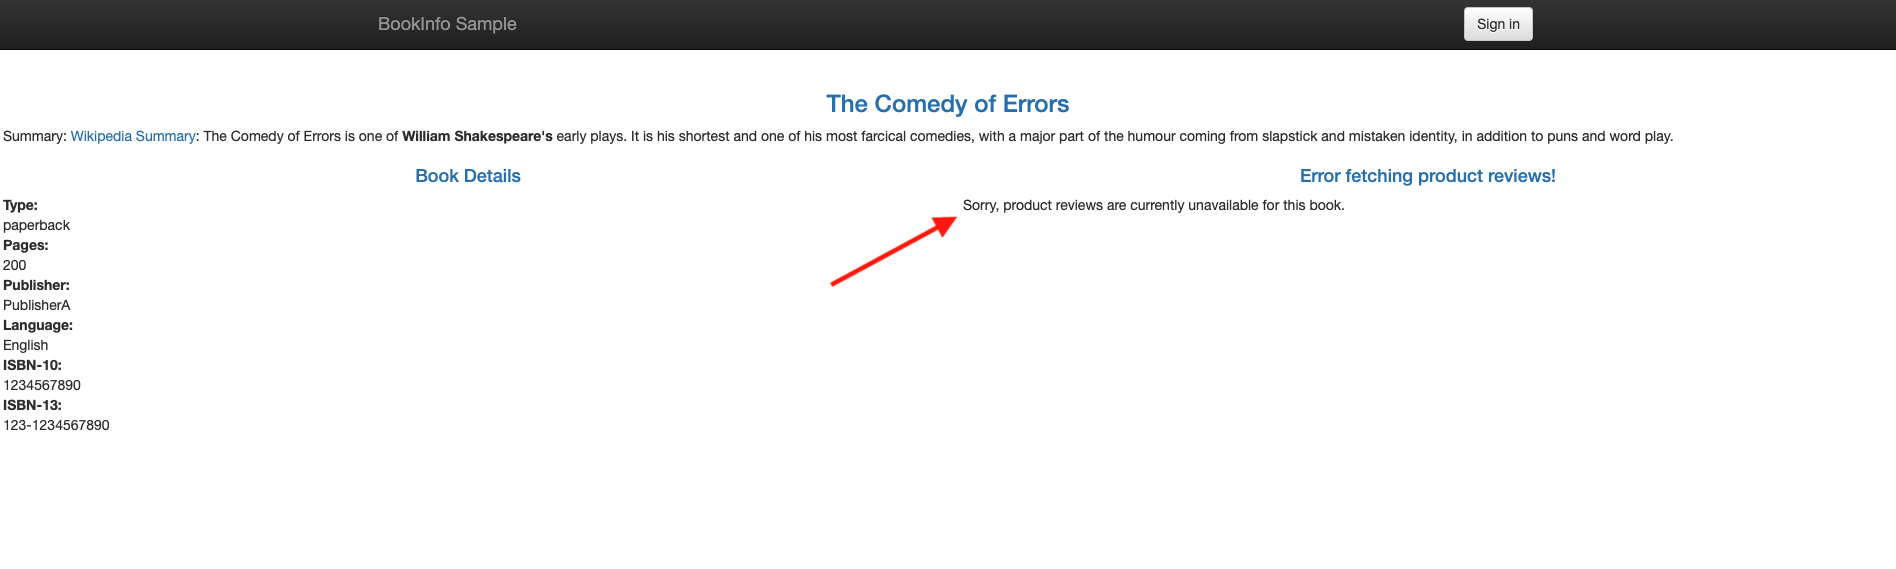 BookInfo Sample
Sign in
The Comedy of Errors
Summary: Wikipedia Summary: The Comedy of Errors is one of William Shakespeare's early plays. It is his shortest and one of his most farcical comedies, with a major part of the humour coming from slapstick and mistaken identity, in addition to puns and word play.
Book Details
Type:
paperback
Pages:
200
Publisher:
PublisherA
Language:
English
ISBN-10:
1234567890
ISBN-13:
123-1234567890
Error fetching product reviews!
Sorry, product reviews are currently unavailable for this book.